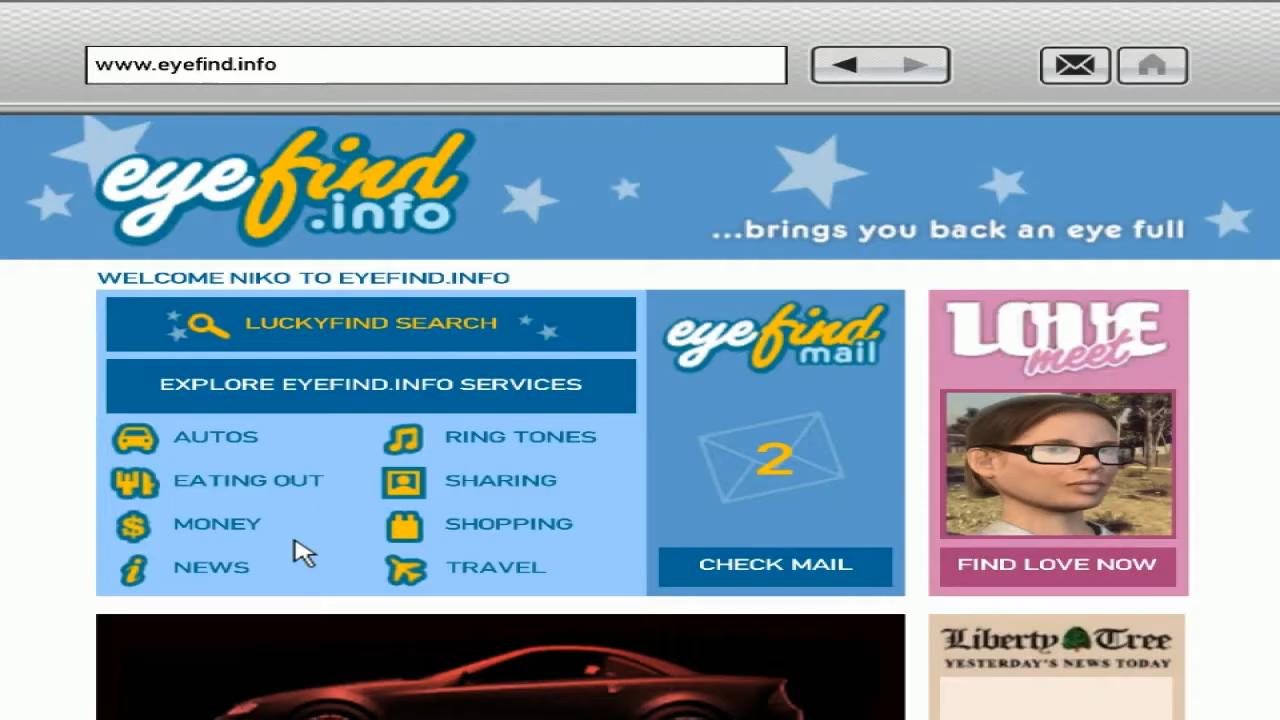 www.eyefind.info
eyefind
.info
...brings you back an eye full
WELCOME NIKO TO EYEFIND.INFO
LUCKYFIND SEARCH
EXPLORE EYEFIND.INFO SERVICES
AUTOS
RING TONES
EATING OUT
SHARING
MONEY
SHOPPING
NEWS
TRAVEL
eyefind
mail
2
CHECK MAIL
LOVE
meet
FIND LOVE NOW
Liberty Tree
YESTERDAY'S NEWS TODAY